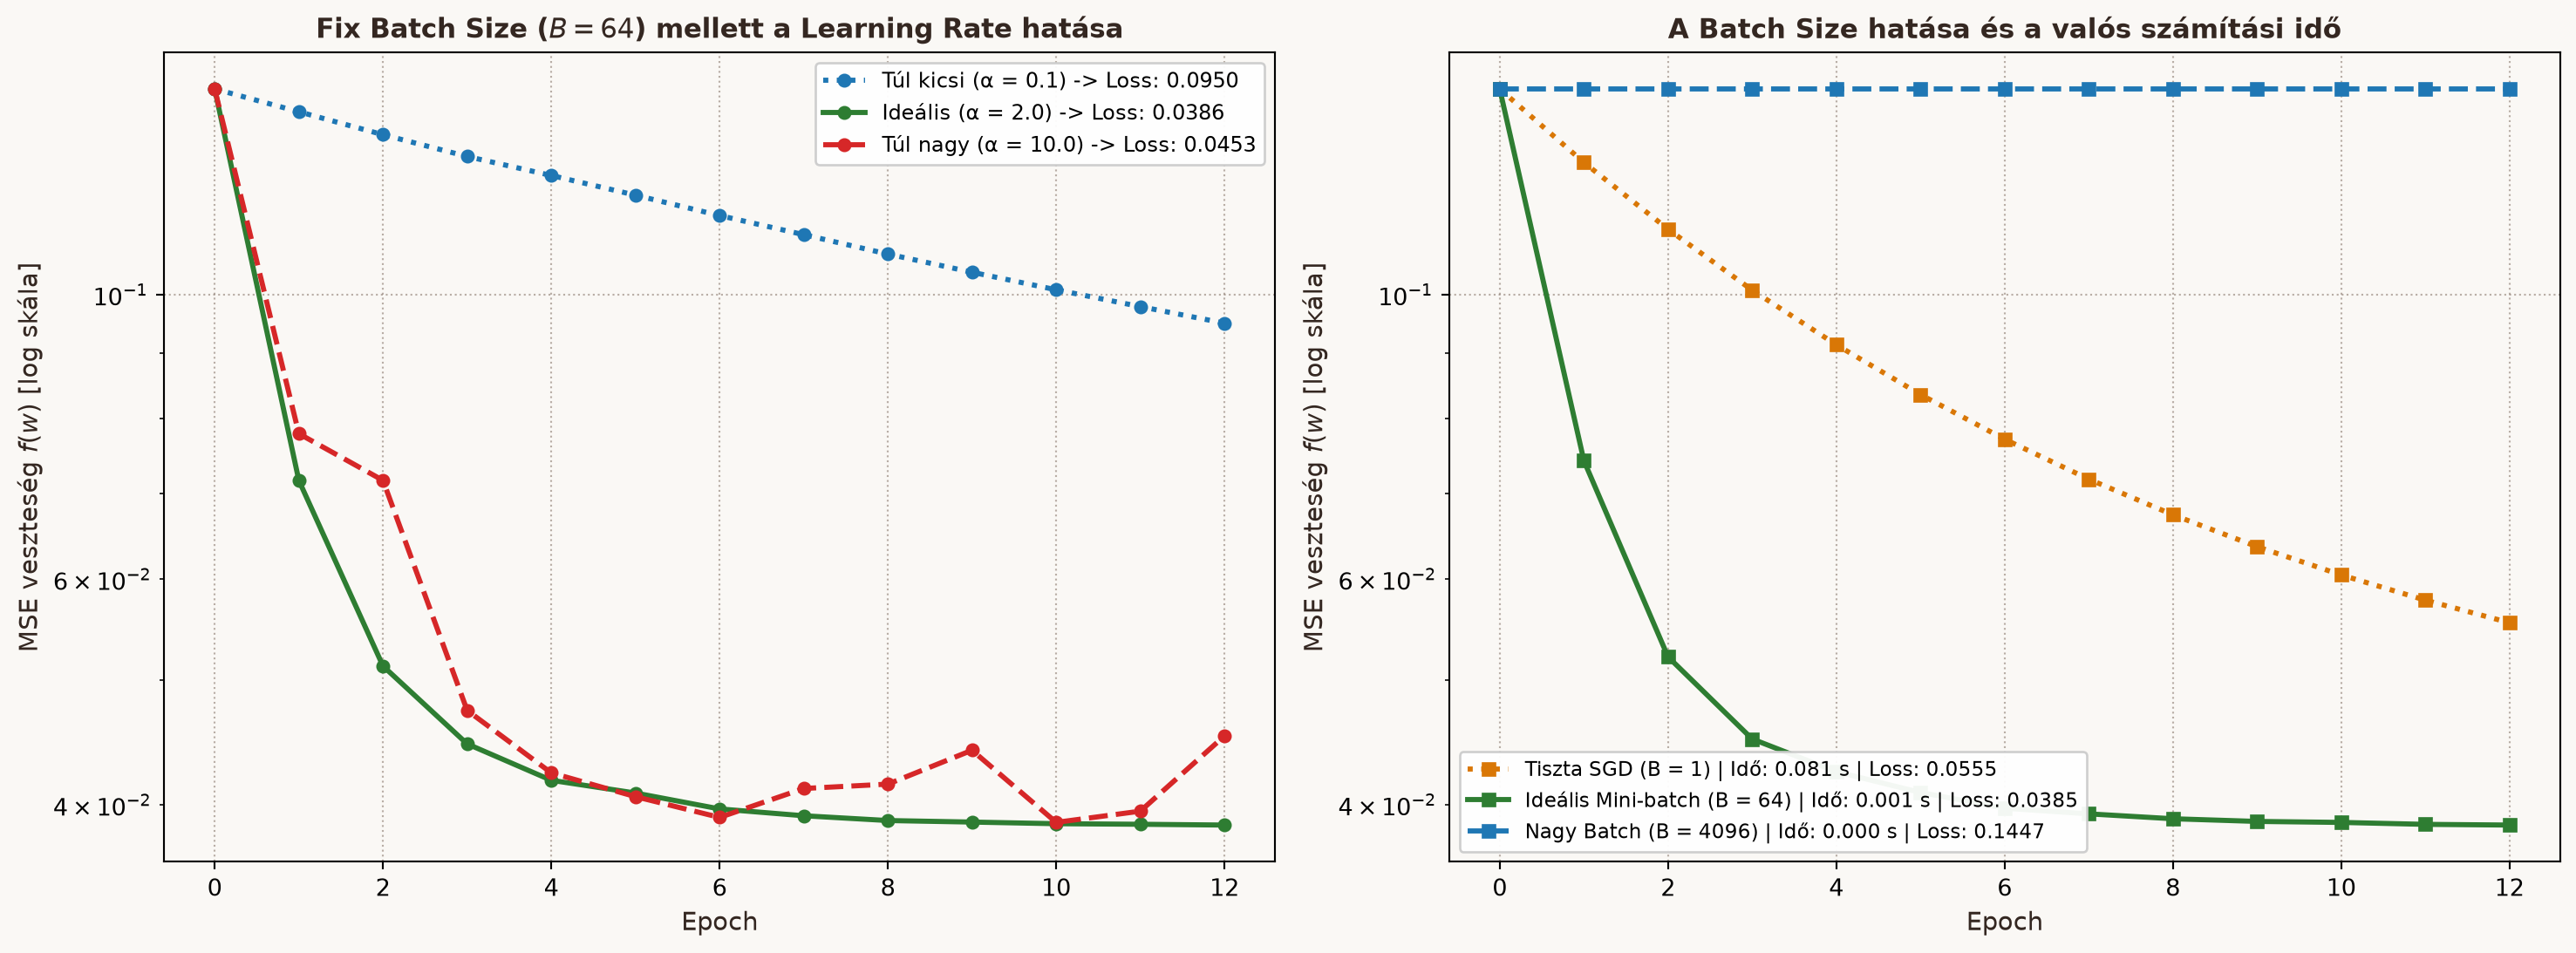 Fix Batch Size (B = 64) mellett a Learning Rate hatása
MSE veszteség f(w) [log skála]
10⁻¹
6 × 10⁻²
4 × 10⁻²
Túl kicsi (α = 0.1) -> Loss: 0.0950
Ideális (α = 2.0) -> Loss: 0.0386
Túl nagy (α = 10.0) -> Loss: 0.0453
0 2 4 6 8 10 12
Epoch
A Batch Size hatása és a valós számítási idő
MSE veszteség f(w) [log skála]
10⁻¹
6 × 10⁻²
4 × 10⁻²
Tiszta SGD (B = 1) | Idő: 0.081 s | Loss: 0.0555
Ideális Mini-batch (B = 64) | Idő: 0.001 s | Loss: 0.0385
Nagy Batch (B = 4096) | Idő: 0.000 s | Loss: 0.1447
0 2 4 6 8 10 12
Epoch